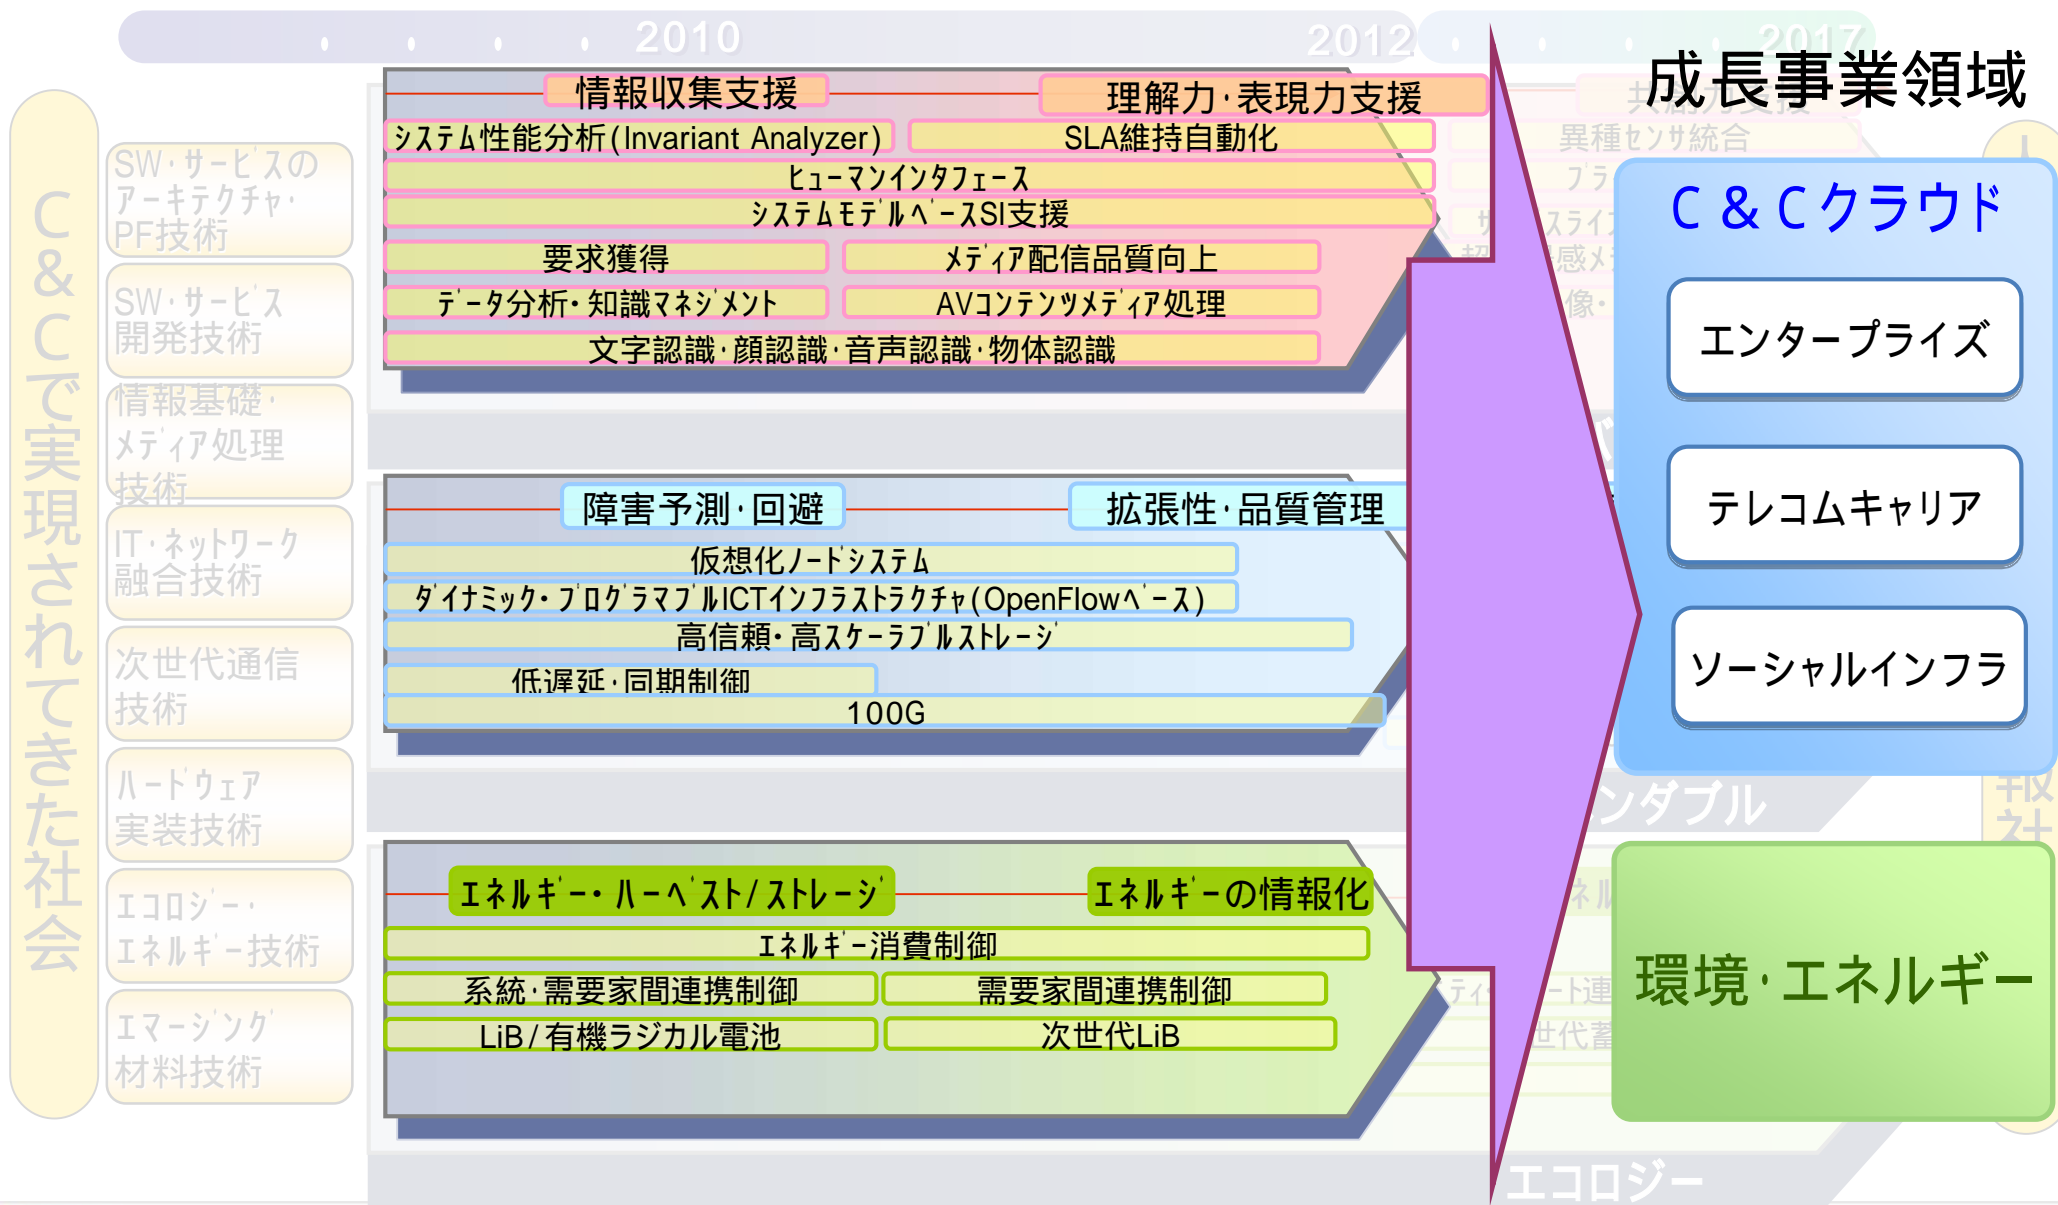 2010
2012
2017
成長事業領域
C&Cで実現されてきた社会
SW・サービスの
アーキテクチャ・
PF技術
SW・サービス
開発技術
情報基礎・
メディア処理
技術
IT・ネットワーク
融合技術
次世代通信
技術
ハードウェア
実装技術
エコロジー・
エネルギー技術
エマージング
材料技術
情報収集支援
理解力・表現力支援
システム性能分析(Invariant Analyzer)
SLA維持自動化
異種センサ統合
ヒューマンインタフェース
システムモデルベースSI支援
要求獲得
メディア配信品質向上
データ分析・知識マネジメント
AVコンテンツメディア処理
文字認識・顔認識・音声認識・物体認識
障害予測・回避
拡張性・品質管理
仮想化ノードシステム
ダイナミック・プログラマブルICTインフラストラクチャ(OpenFlowベース)
高信頼・高スケーラブルストレージ
低遅延・同期制御
100G
ンダブル
エネルギー・ハーベスト/ストレージ
エネルギーの情報化
エネルギー消費制御
系統・需要家間連携制御
需要家間連携制御
LiB/有機ラジカル電池
次世代LiB
エコロジー
C&Cクラウド
エンタープライズ
テレコムキャリア
ソーシャルインフラ
環境・エネルギー